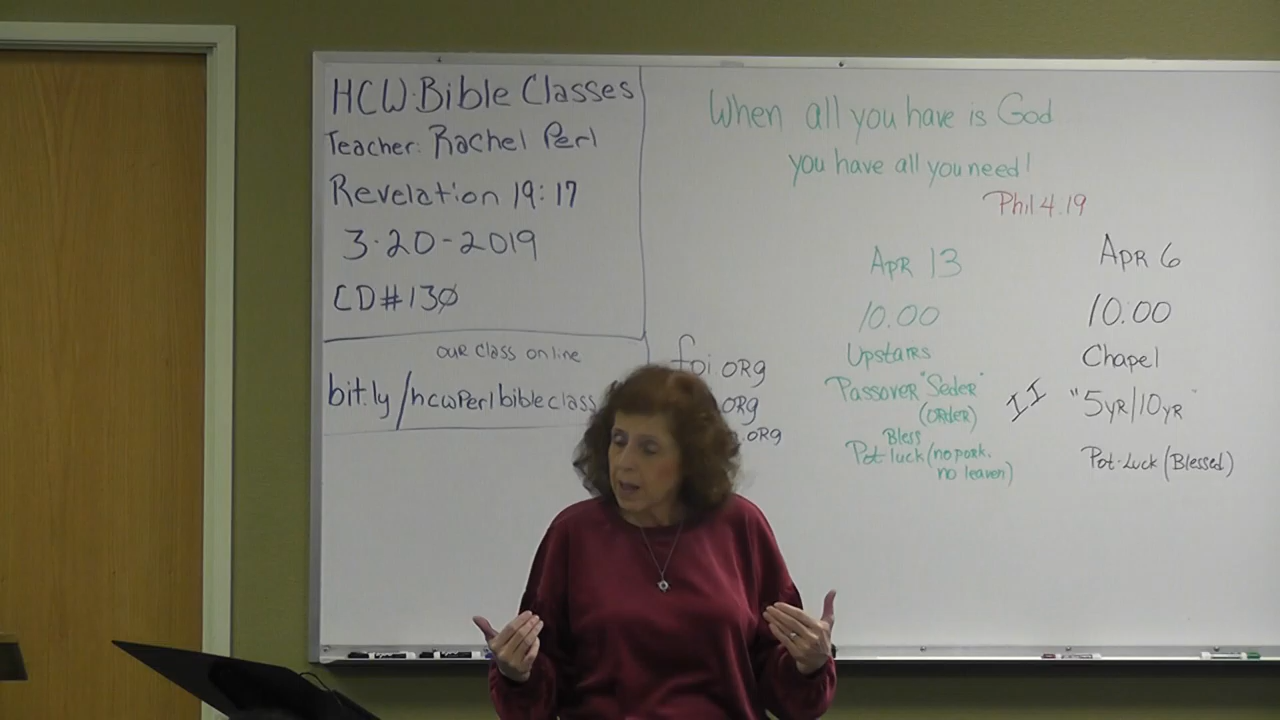 HCW Bible Classes
Teacher: Rachel Perl
Revelation 19:17
3-20-2019
CD#130
our class online
bit.ly/hcwPerlbibleclass
When all you have is God
you have all you need!
Phil 4.19
foi.org
.org
.org
Apr 13
10.00
Upstairs
Passover "Seder"
(order)
Bless
Pot-luck (no pork.
no leaven)
II
Apr 6
10:00
Chapel
"5yr/10yr"
Pot-Luck (Blessed)